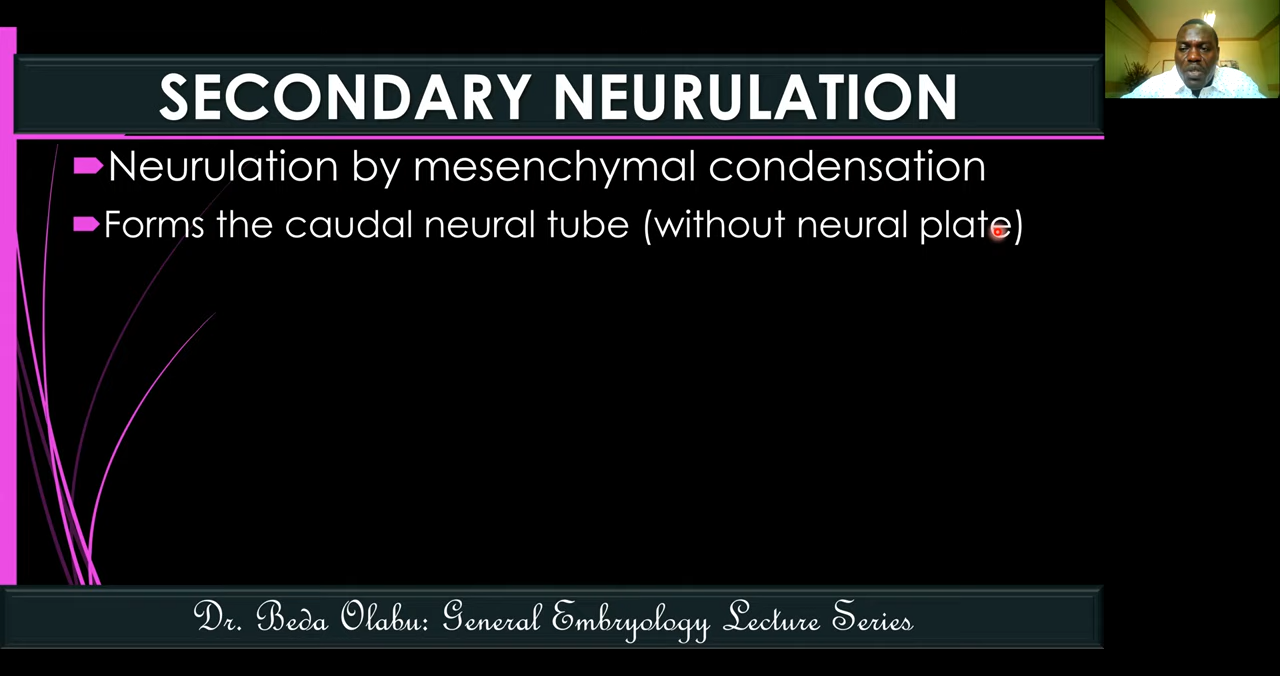 SECONDARY NEURULATION
Neurulation by mesenchymal condensation
Forms the caudal neural tube (without neural plate)
Dr. Beda Olabu: General Embryology Lecture Series